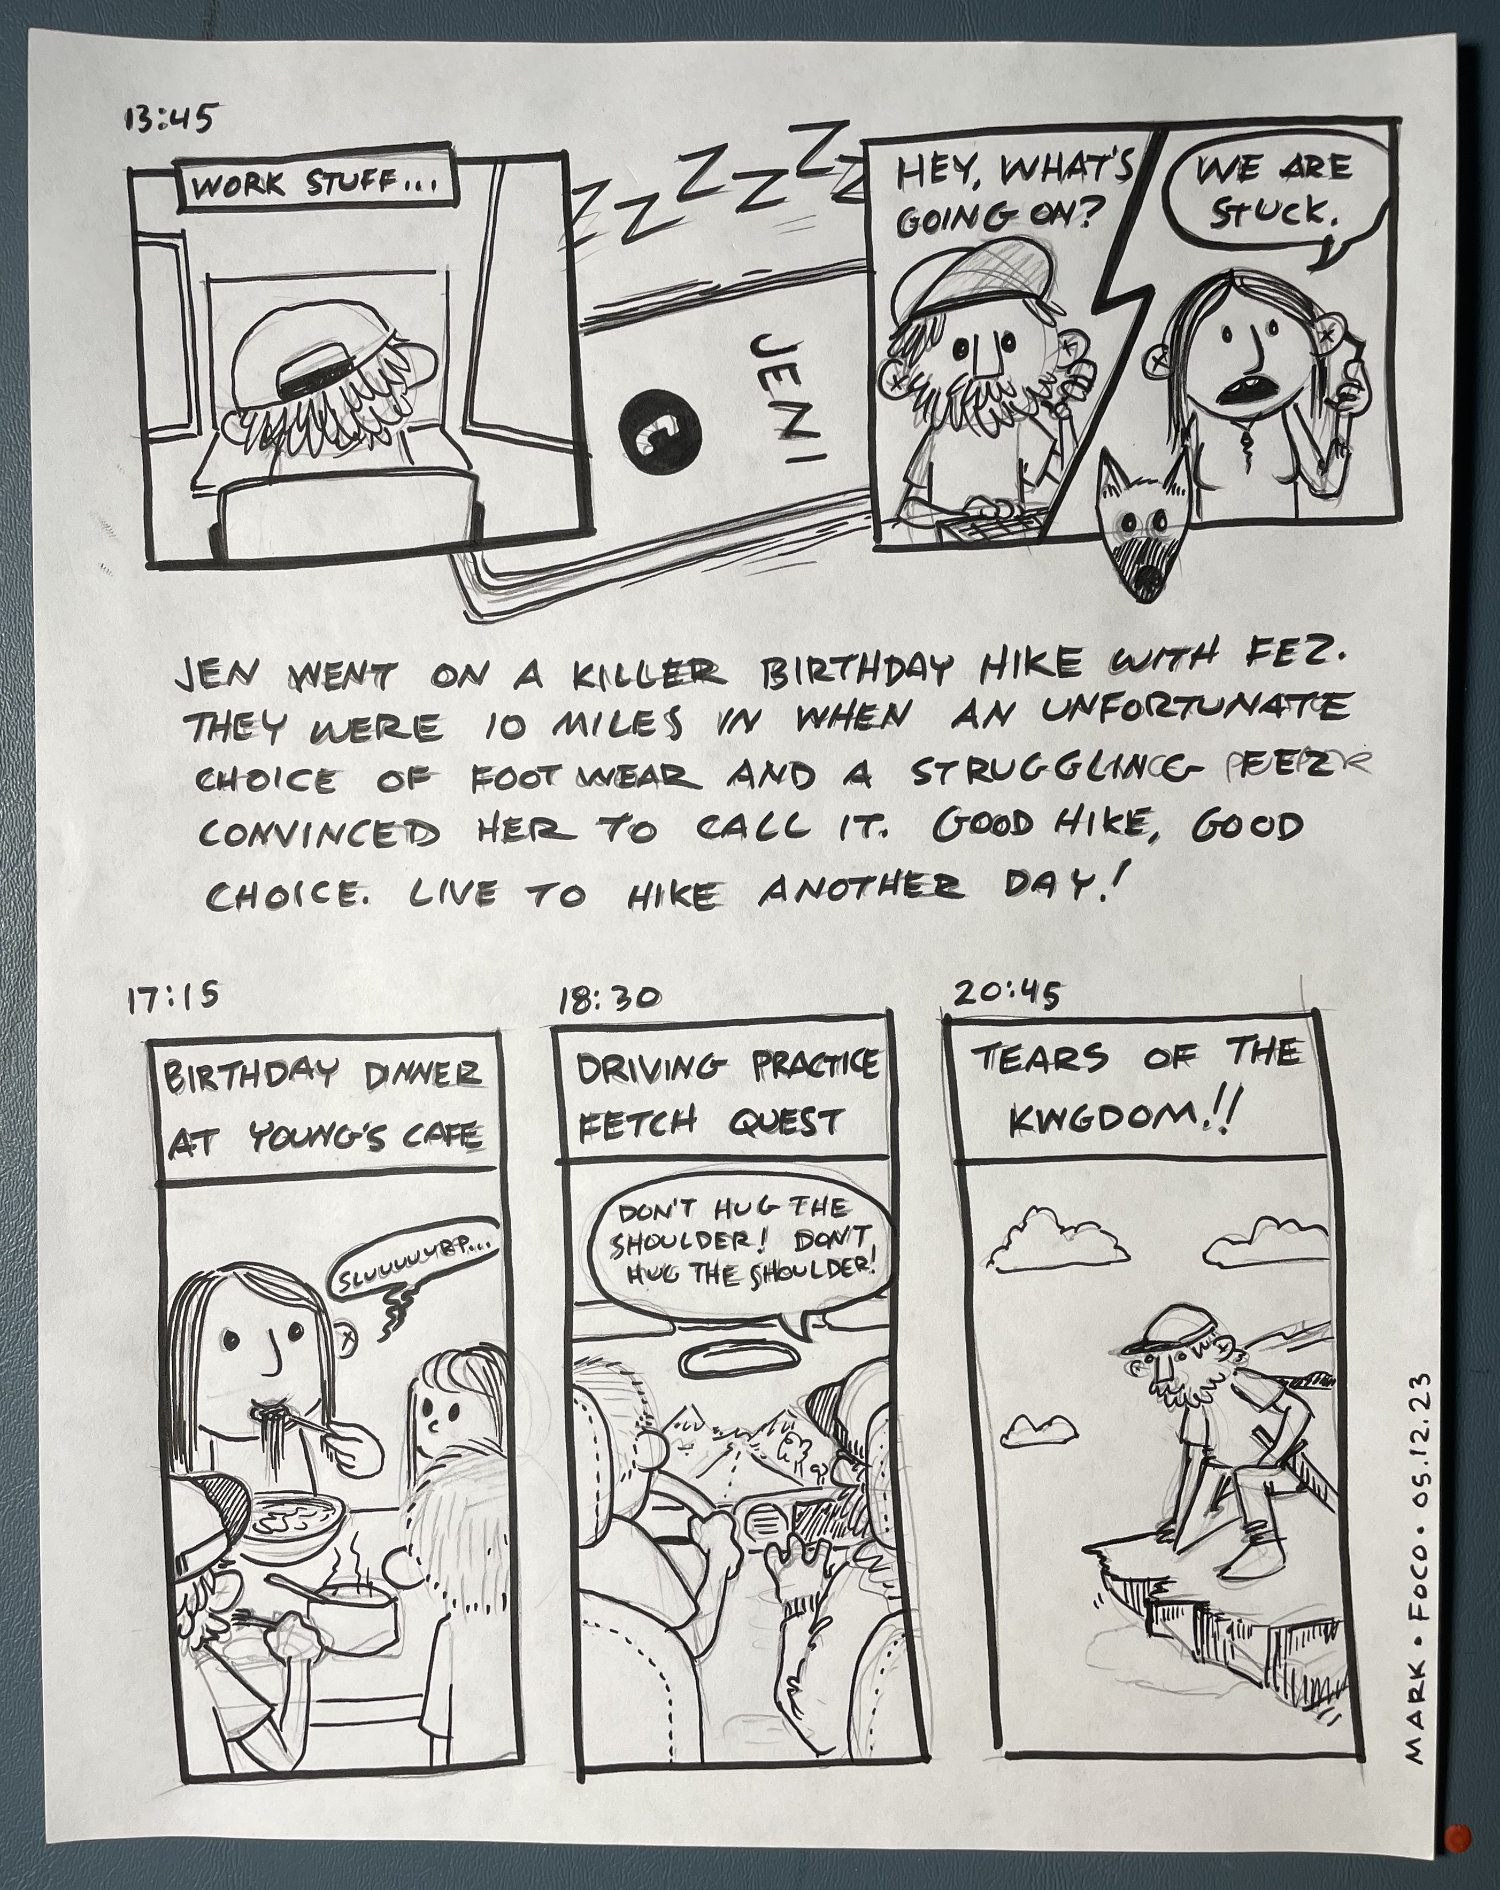 13:45
WORK STUFF...
Z Z Z Z Z Z
JENI
HEY, WHAT'S
GOING ON?
WE ARE
STUCK.
JEN WENT ON A KILLER BIRTHDAY HIKE WITH FEZ.
THEY WERE 10 MILES IN WHEN AN UNFORTUNATE
CHOICE OF FOOTWEAR AND A STRUGGLING FEZ
CONVINCED HER TO CALL IT. GOOD HIKE, GOOD
CHOICE. LIVE TO HIKE ANOTHER DAY!
17:15
BIRTHDAY DINNER
AT YOUNG'S CAFE
SLUUUUURP...
18:30
DRIVING PRACTICE
FETCH QUEST
DON'T HUG THE
SHOULDER! DON'T
HUG THE SHOULDER!
20:45
TEARS OF THE
KINGDOM!!
MARK • FOCO • 05.12.23